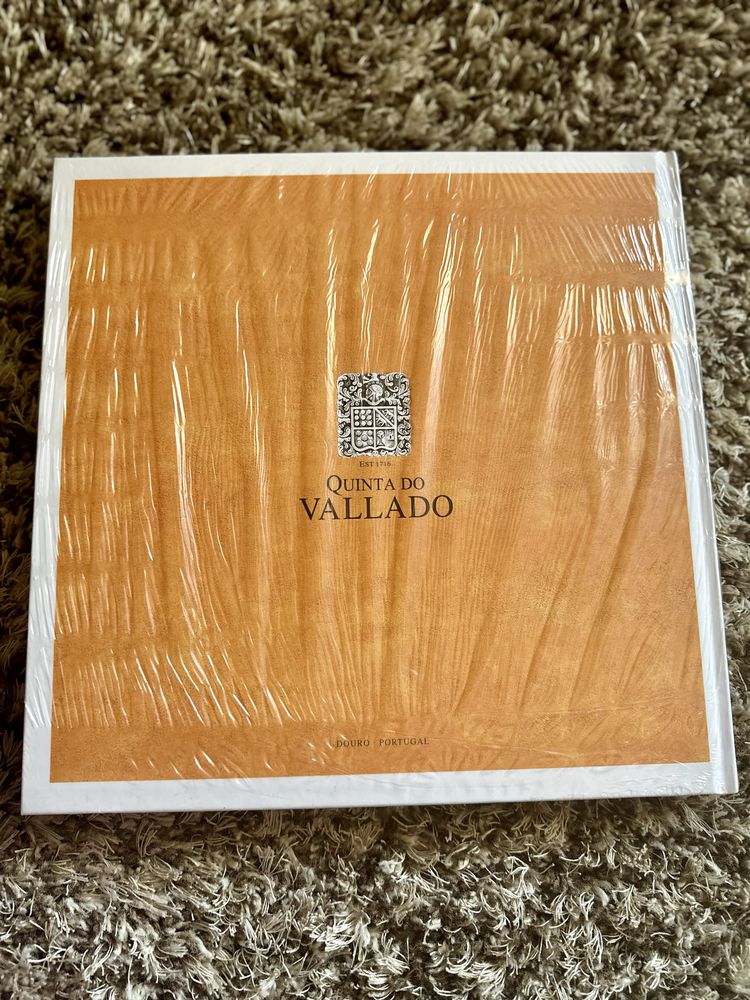 EST 1716
QUINTA DO
VALLADO
DOURO · PORTUGAL